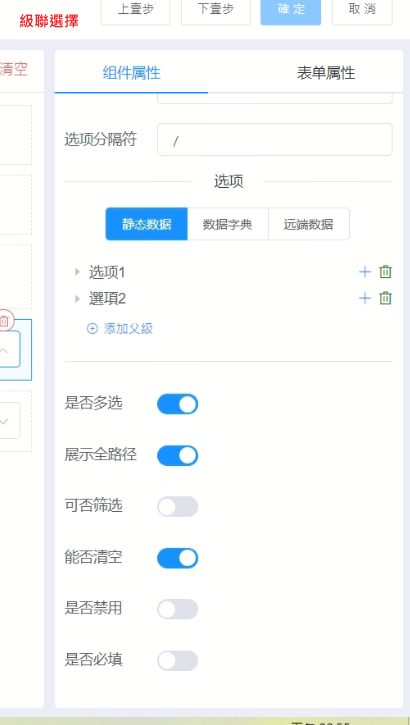 級聯選擇 上壹步 下壹步 確 定 取 消
清空
组件属性 表单属性
选项分隔符 /
选项
静态数据 数据字典 远端数据
选项1
選項2
添加父級
是否多选
展示全路径
可否筛选
能否清空
是否禁用
是否必填